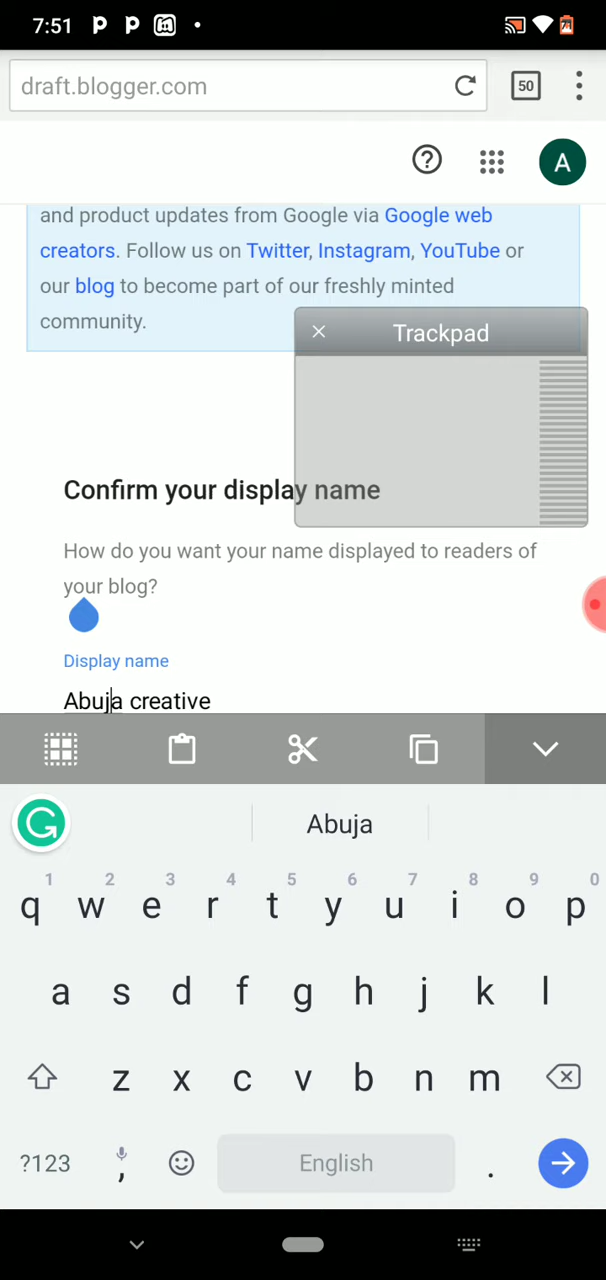 7:51
71
draft.blogger.com
50
A
and product updates from Google via Google web
creators. Follow us on Twitter, Instagram, YouTube or
our blog to become part of our freshly minted
community.
Trackpad
Confirm your display name
How do you want your name displayed to readers of
your blog?
Display name
Abuja creative
Abuja
1 2 3 4 5 6 7 8 9 0
q w e r t y u i o p
a s d f g h j k l
z x c v b n m
?123 , English .